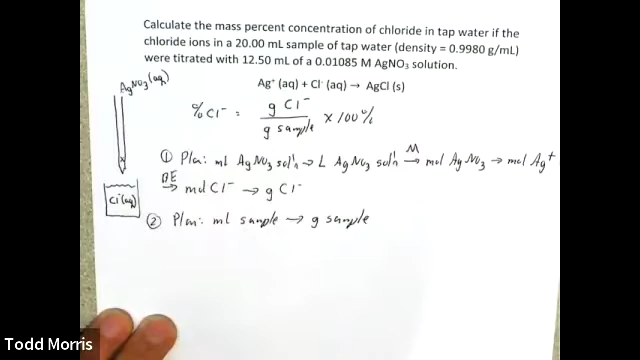 Calculate the mass percent concentration of chloride in tap water if the
chloride ions in a 20.00 mL sample of tap water (density = 0.9980 g/mL)
were titrated with 12.50 mL of a 0.01085 M AgNO₃ solution.
AgNO₃(aq)
Ag⁺ (aq) + Cl⁻ (aq) → AgCl (s)
%Cl⁻ = g Cl⁻ / g sample x 100%
① Plan: ml AgNO₃ sol'n → L AgNO₃ sol'n M→ mol AgNO₃ → mol Ag⁺
BE→ mol Cl⁻ → g Cl⁻
Cl⁻(aq)
② Plan: ml sample → g sample
Todd Morris